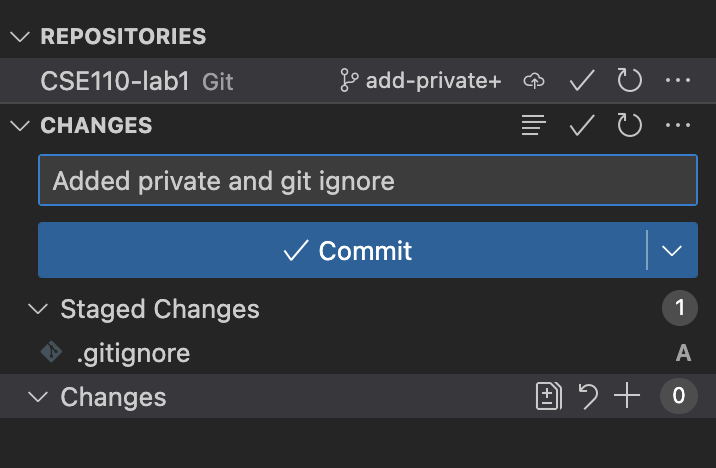 REPOSITORIES
CSE110-lab1 Git add-private+
CHANGES
Added private and git ignore
Commit
Staged Changes 1
.gitignore A
Changes 0